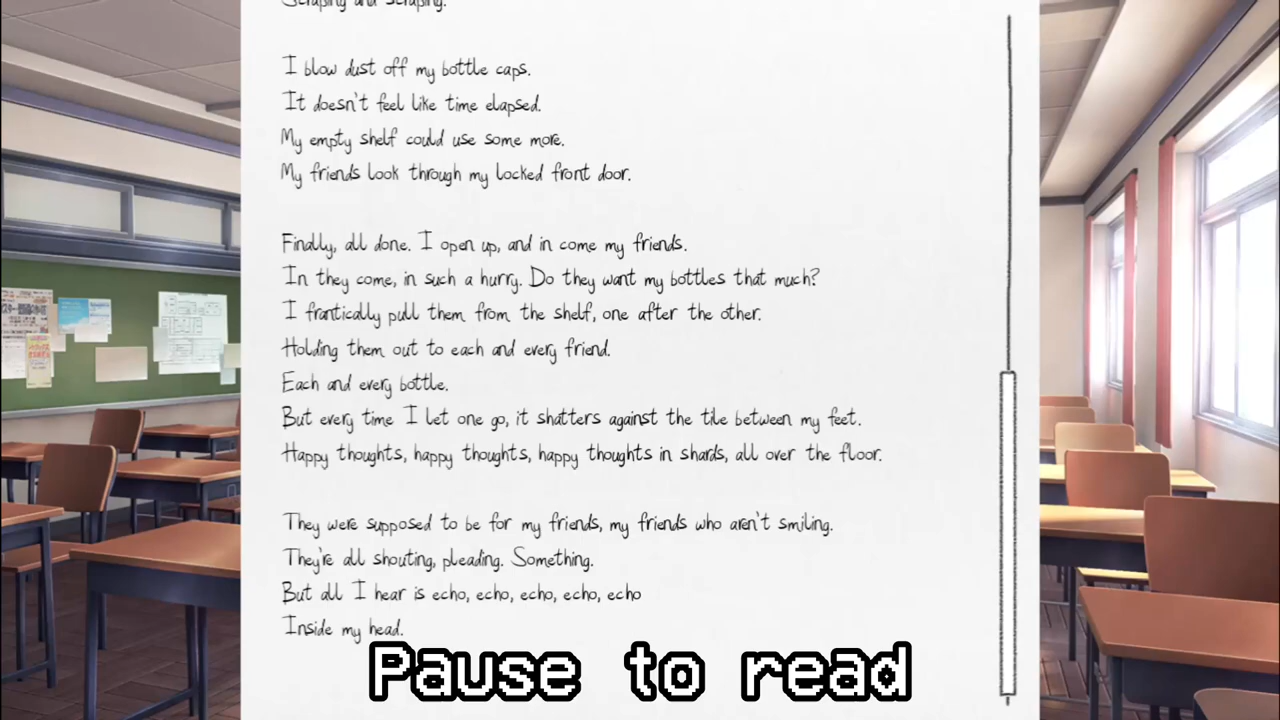 Scraping and scraping.
I blow dust off my bottle caps.
It doesn't feel like time elapsed.
My empty shelf could use some more.
My friends look through my locked front door.
Finally, all done. I open up, and in come my friends.
In they come, in such a hurry. Do they want my bottles that much?
I frantically pull them from the shelf, one after the other.
Holding them out to each and every friend.
Each and every bottle.
But every time I let one go, it shatters against the tile between my feet.
Happy thoughts, happy thoughts, happy thoughts in shards, all over the floor.
They were supposed to be for my friends, my friends who aren't smiling.
They're all shouting, pleading. Something.
But all I hear is echo, echo, echo, echo, echo
Inside my head.
Pause to read